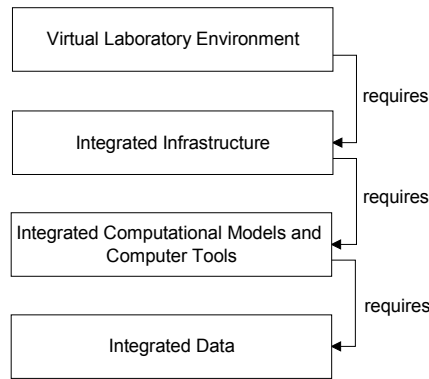 Virtual Laboratory Environment
requires
Integrated Infrastructure
requires
Integrated Computational Models and
Computer Tools
requires
Integrated Data